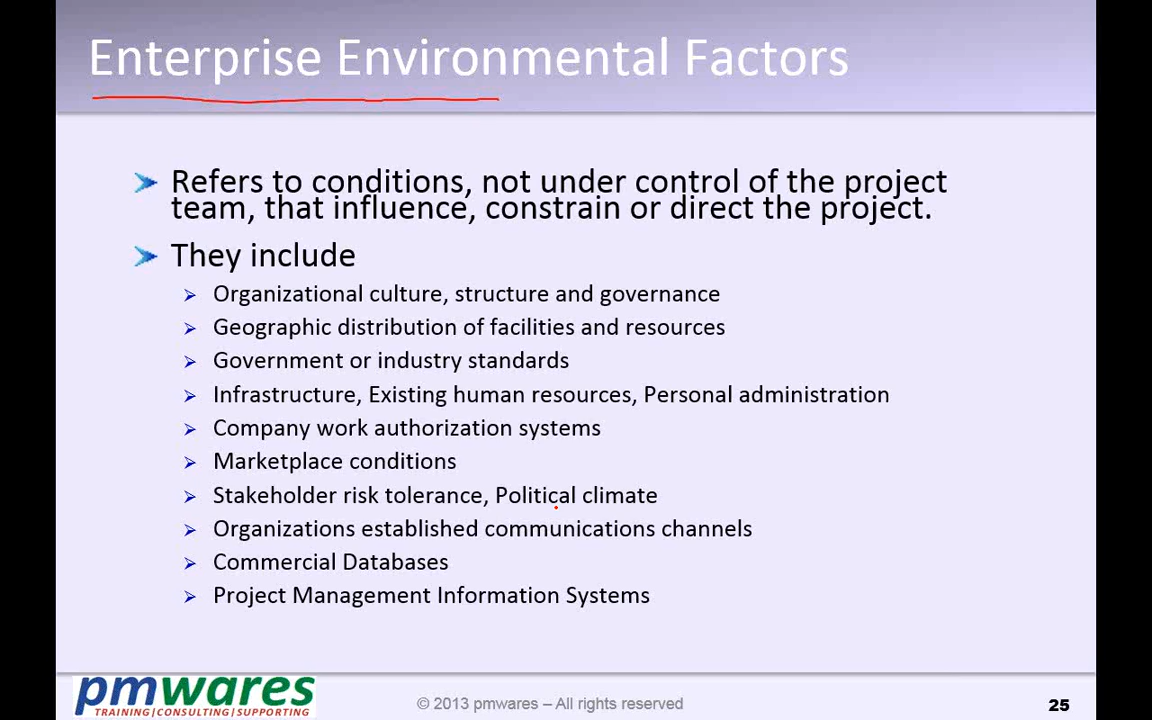 Enterprise Environmental Factors
Refers to conditions, not under control of the project
team, that influence, constrain or direct the project.
They include
Organizational culture, structure and governance
Geographic distribution of facilities and resources
Government or industry standards
Infrastructure, Existing human resources, Personal administration
Company work authorization systems
Marketplace conditions
Stakeholder risk tolerance, Political climate
Organizations established communications channels
Commercial Databases
Project Management Information Systems
pmwares
TRAINING|CONSULTING|SUPPORTING
© 2013 pmwares – All rights reserved
25